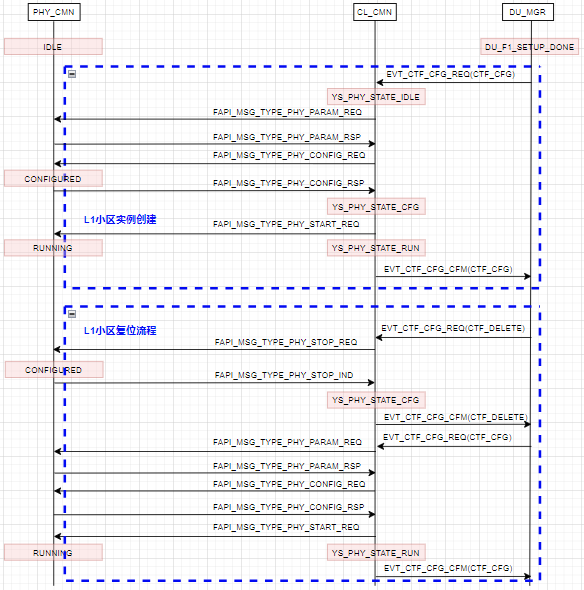 PHY_CMN
CL_CMN
DU_MGR
IDLE
DU_F1_SETUP_DONE
EVT_CTF_CFG_REQ(CTF_CFG)
YS_PHY_STATE_IDLE
FAPI_MSG_TYPE_PHY_PARAM_REQ
FAPI_MSG_TYPE_PHY_PARAM_RSP
FAPI_MSG_TYPE_PHY_CONFIG_REQ
CONFIGURED
FAPI_MSG_TYPE_PHY_CONFIG_RSP
YS_PHY_STATE_CFG
L1小区实例创建
FAPI_MSG_TYPE_PHY_START_REQ
RUNNING
YS_PHY_STATE_RUN
EVT_CTF_CFG_CFM(CTF_CFG)
L1小区复位流程
EVT_CTF_CFG_REQ(CTF_DELETE)
FAPI_MSG_TYPE_PHY_STOP_REQ
CONFIGURED
FAPI_MSG_TYPE_PHY_STOP_IND
YS_PHY_STATE_CFG
EVT_CTF_CFG_CFM(CTF_DELETE)
EVT_CTF_CFG_REQ(CTF_CFG)
FAPI_MSG_TYPE_PHY_PARAM_REQ
FAPI_MSG_TYPE_PHY_PARAM_RSP
FAPI_MSG_TYPE_PHY_CONFIG_REQ
FAPI_MSG_TYPE_PHY_CONFIG_RSP
FAPI_MSG_TYPE_PHY_START_REQ
RUNNING
YS_PHY_STATE_RUN
EVT_CTF_CFG_CFM(CTF_CFG)